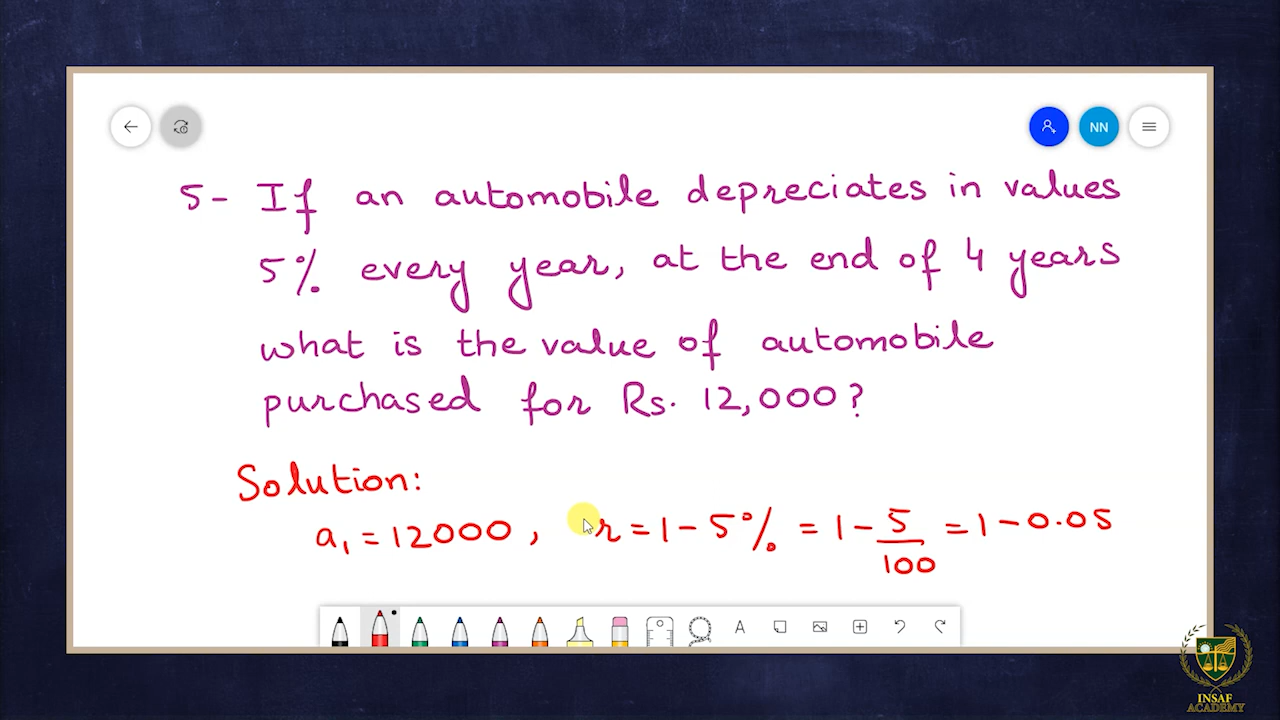 NN
5- If an automobile depreciates in values
5% every year, at the end of 4 years
what is the value of automobile
purchased for Rs. 12,000?
Solution:
a₁ = 12000, r = 1 - 5% = 1 - 5/100 = 1 - 0.05
A
INSAF
ACADEMY